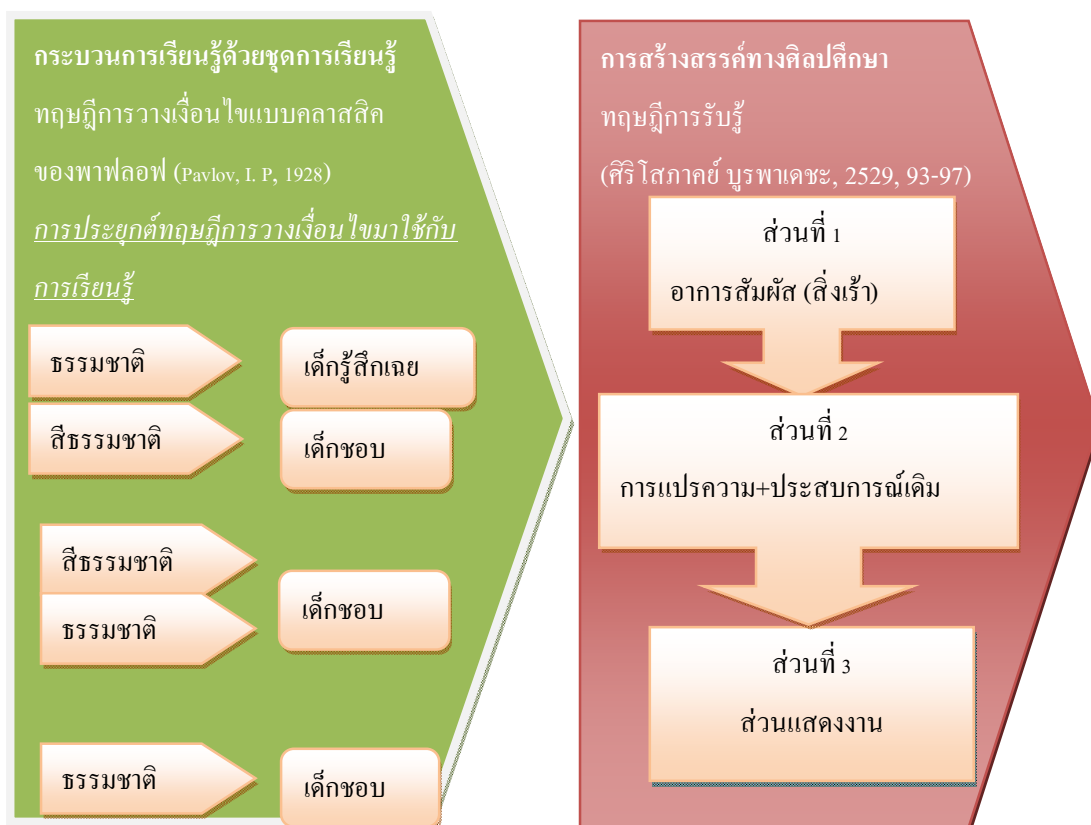 กระบวนการเรียนรู้ด้วยชุดการเรียนรู้
ทฤษฎีการวางเงื่อนไขแบบคลาสสิค
ของพาฟลอฟ (Pavlov, I. P, 1928)
การประยุกต์ทฤษฎีการวางเงื่อนไขมาใช้กับ
การเรียนรู้
ธรรมชาติ
เด็กรู้สึกเฉย
สีธรรมชาติ
เด็กชอบ
สีธรรมชาติ
ธรรมชาติ
เด็กชอบ
ธรรมชาติ
เด็กชอบ
การสร้างสรรค์ทางศิลปศึกษา
ทฤษฎีการรับรู้
(ศิริโสภาคย์ บูรพาเดชะ, 2529, 93-97)
ส่วนที่ 1
อาการสัมผัส (สิ่งเร้า)
ส่วนที่ 2
การแปรความ+ประสบการณ์เดิม
ส่วนที่ 3
ส่วนแสดงงาน